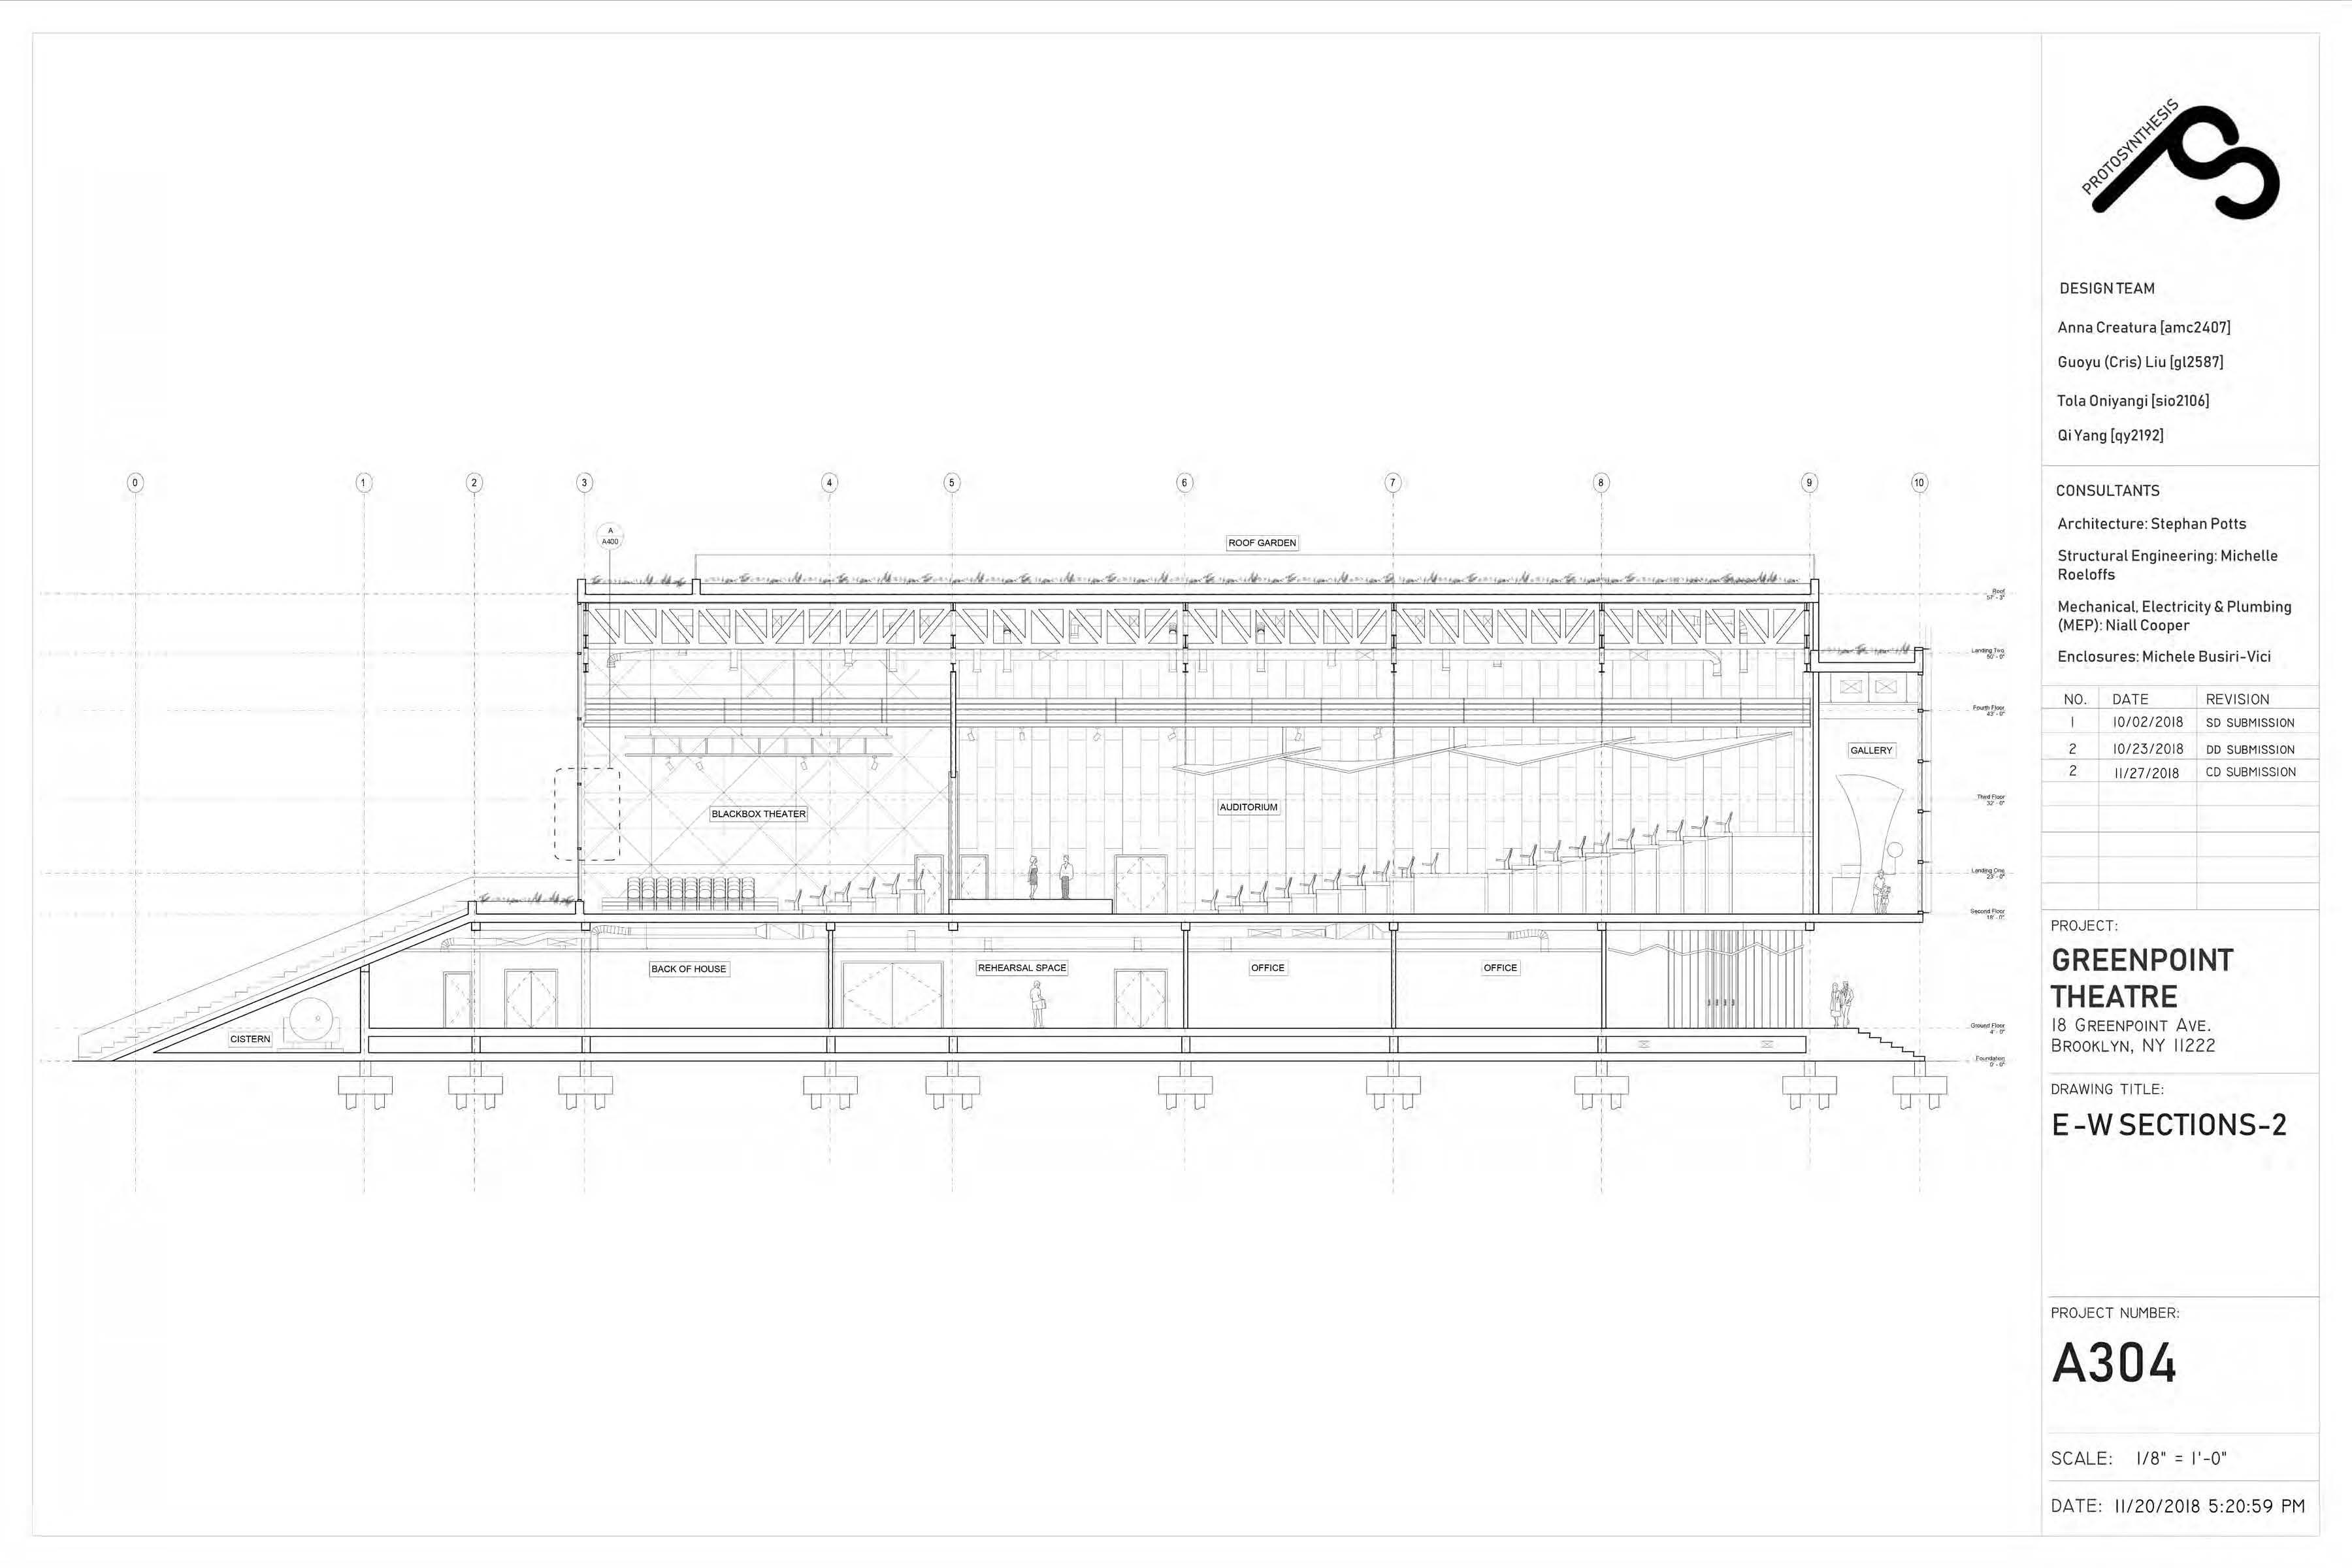 PROTOSYNTHESIS
DESIGN TEAM
Anna Creatura [amc2407]
Guoyu (Cris) Liu [gl2587]
Tola Oniyangi [sio2106]
Qi Yang [qy2192]
CONSULTANTS
Architecture: Stephan Potts
Structural Engineering: Michelle
Roeloffs
Mechanical, Electricity & Plumbing
(MEP): Niall Cooper
Enclosures: Michele Busiri-Vici
NO. DATE REVISION
1 10/02/2018 SD SUBMISSION
2 10/23/2018 DD SUBMISSION
2 11/27/2018 CD SUBMISSION
PROJECT:
GREENPOINT
THEATRE
18 GREENPOINT AVE.
BROOKLYN, NY 11222
DRAWING TITLE:
E-W SECTIONS-2
PROJECT NUMBER:
A304
SCALE: 1/8" = 1'-0"
DATE: 11/20/2018 5:20:59 PM
0 1 2 3 4 5 6 7 8 9 10
A
A400
ROOF GARDEN
Roof
57' - 3"
Landing Two
50' - 0"
Fourth Floor
43' - 0"
GALLERY
Third Floor
32' - 0"
BLACKBOX THEATER
AUDITORIUM
Landing One
23' - 0"
Second Floor
18' - 0"
BACK OF HOUSE
REHEARSAL SPACE
OFFICE
OFFICE
Ground Floor
4' - 0"
CISTERN
Foundation
0' - 0"